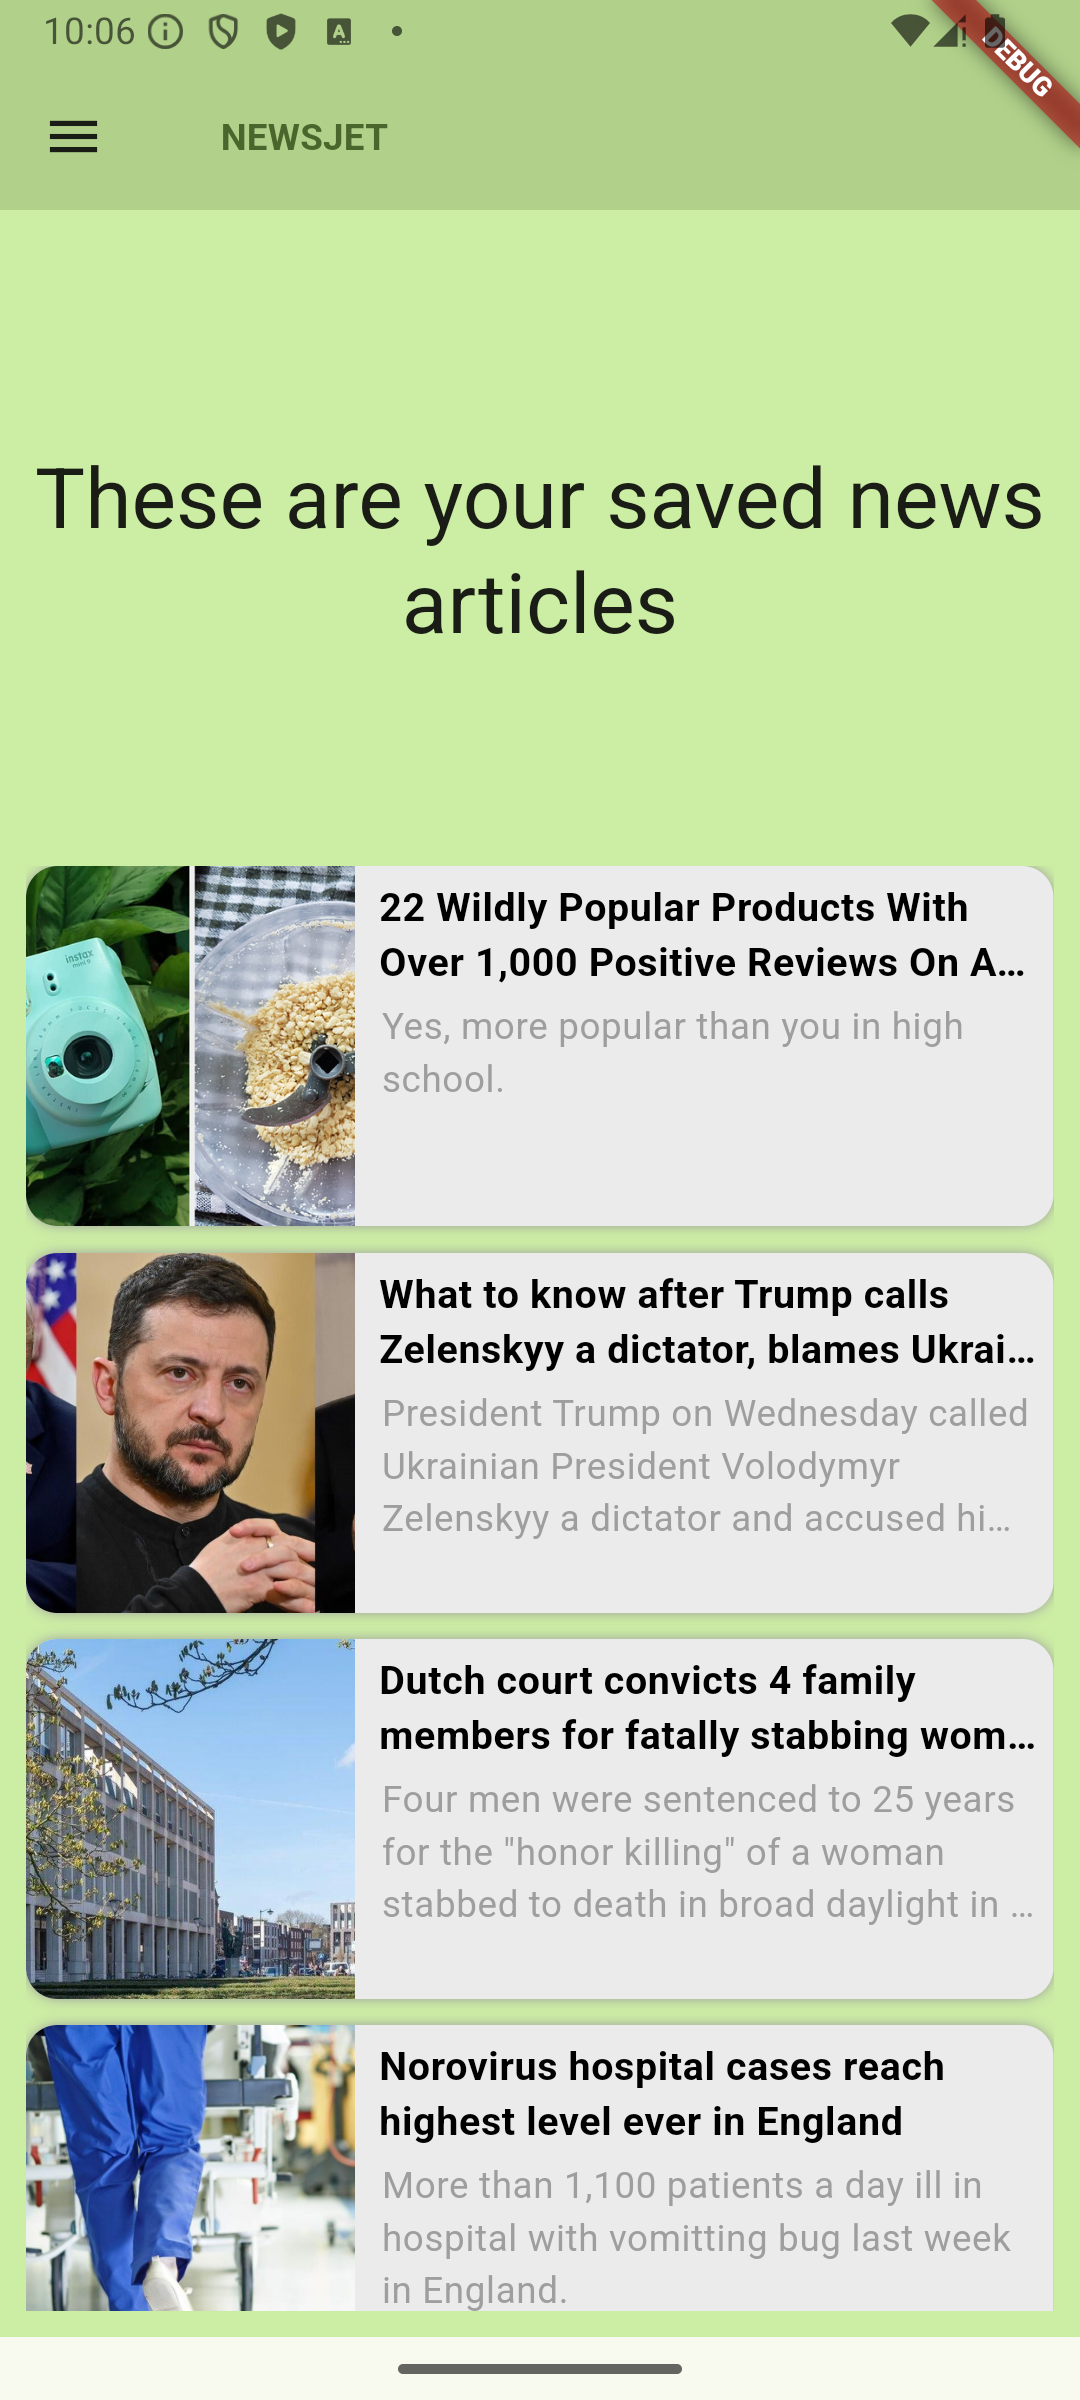 10:06
DEBUG
NEWSJET
These are your saved news
articles
instax
mini 9
22 Wildly Popular Products With
Over 1,000 Positive Reviews On A…
Yes, more popular than you in high
school.
What to know after Trump calls
Zelenskyy a dictator, blames Ukrai…
President Trump on Wednesday called
Ukrainian President Volodymyr
Zelenskyy a dictator and accused hi…
Dutch court convicts 4 family
members for fatally stabbing wom…
Four men were sentenced to 25 years
for the "honor killing" of a woman
stabbed to death in broad daylight in …
Norovirus hospital cases reach
highest level ever in England
More than 1,100 patients a day ill in
hospital with vomitting bug last week
in England.